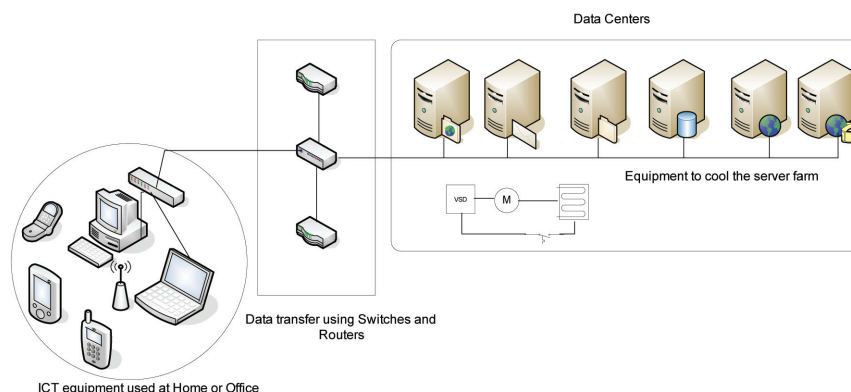 Data Centers
Equipment to cool the server farm
VSD
M
Data transfer using Switches and
Routers
ICT equipment used at Home or Office